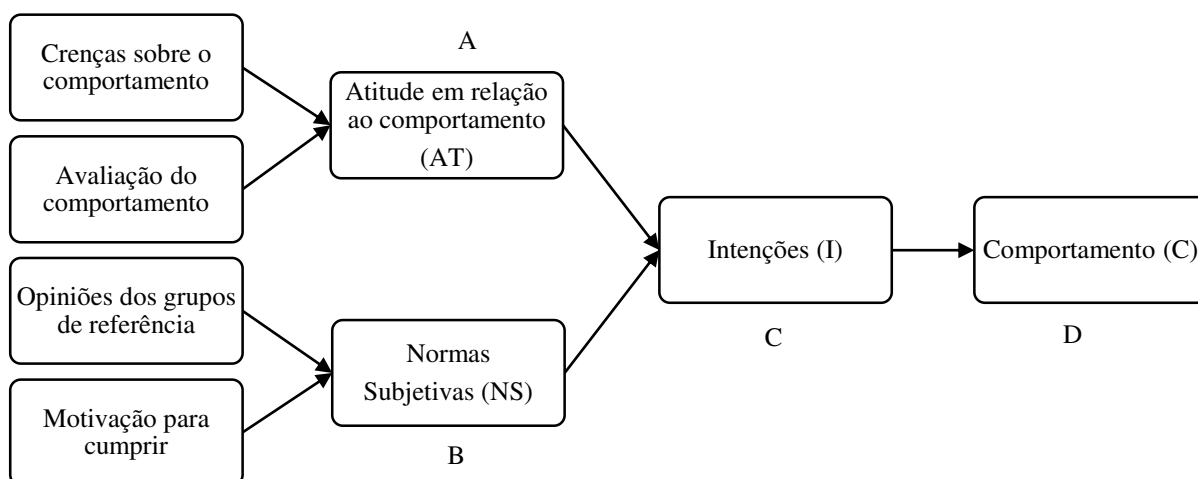 Crenças sobre o
comportamento
Avaliação do
comportamento
Opiniões dos grupos
de referência
Motivação para
cumprir
A
Atitude em relação
ao comportamento
(AT)
Normas
Subjetivas (NS)
B
Intenções (I)
C
Comportamento (C)
D